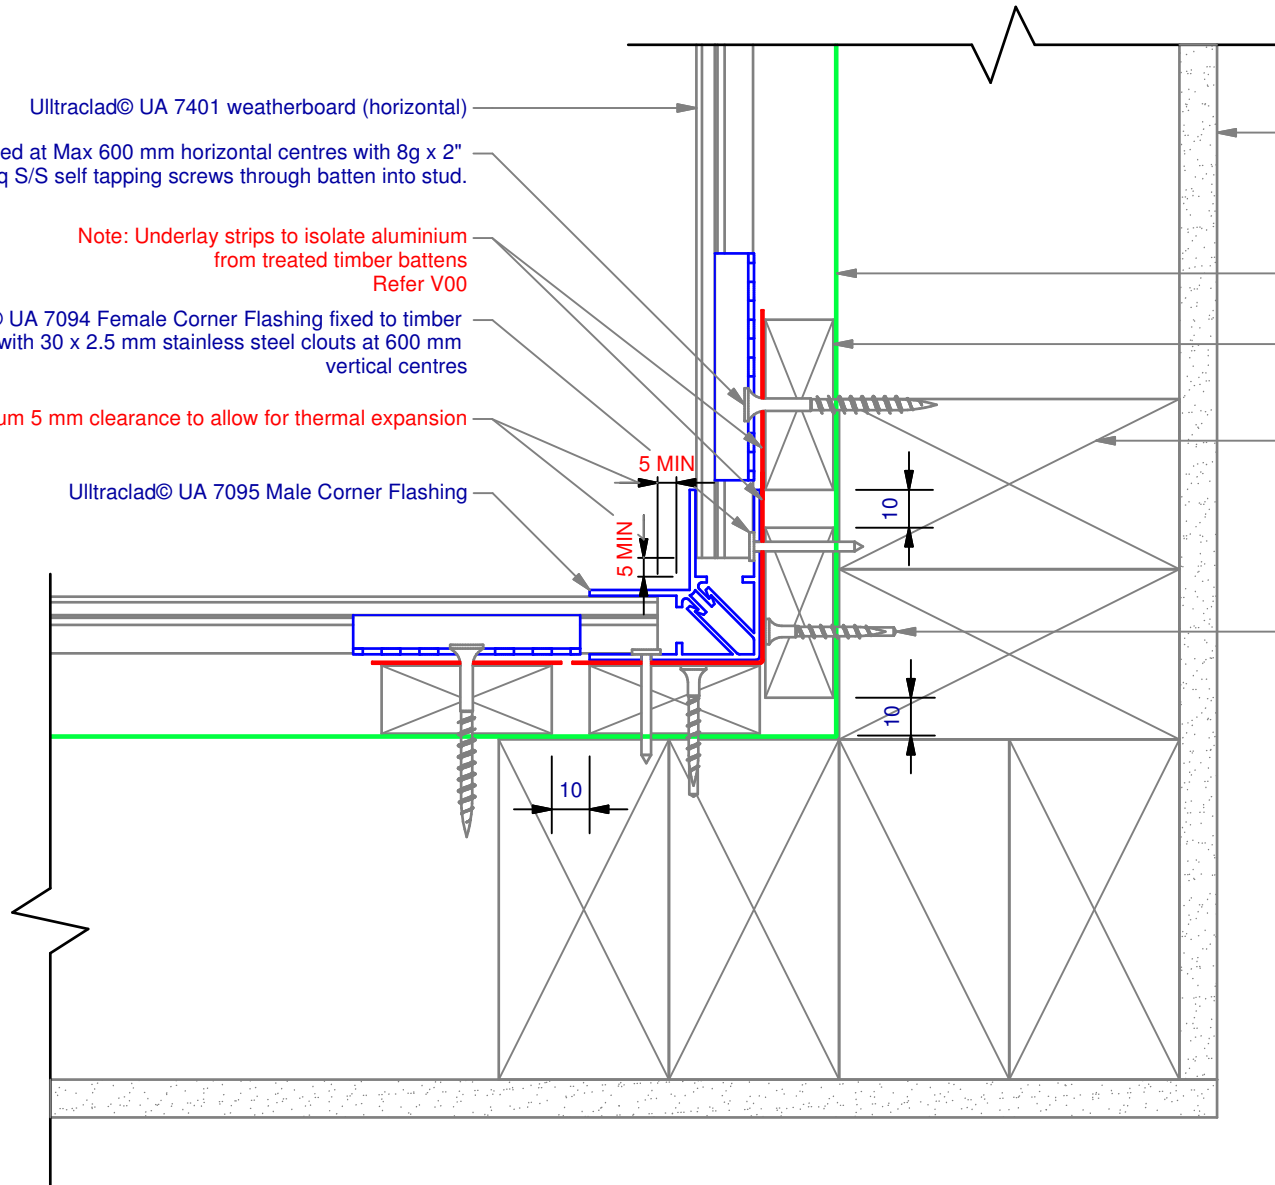 Ulltraclad© UA 7401 weatherboard (horizontal)
ed at Max 600 mm horizontal centres with 8g x 2"
q S/S self tapping screws through batten into stud.
Note: Underlay strips to isolate aluminium
from treated timber battens
Refer V00
© UA 7094 Female Corner Flashing fixed to timber
with 30 x 2.5 mm stainless steel clouts at 600 mm
vertical centres
um 5 mm clearance to allow for thermal expansion
5 MIN
Ulltraclad© UA 7095 Male Corner Flashing
10
5 MIN
10
10